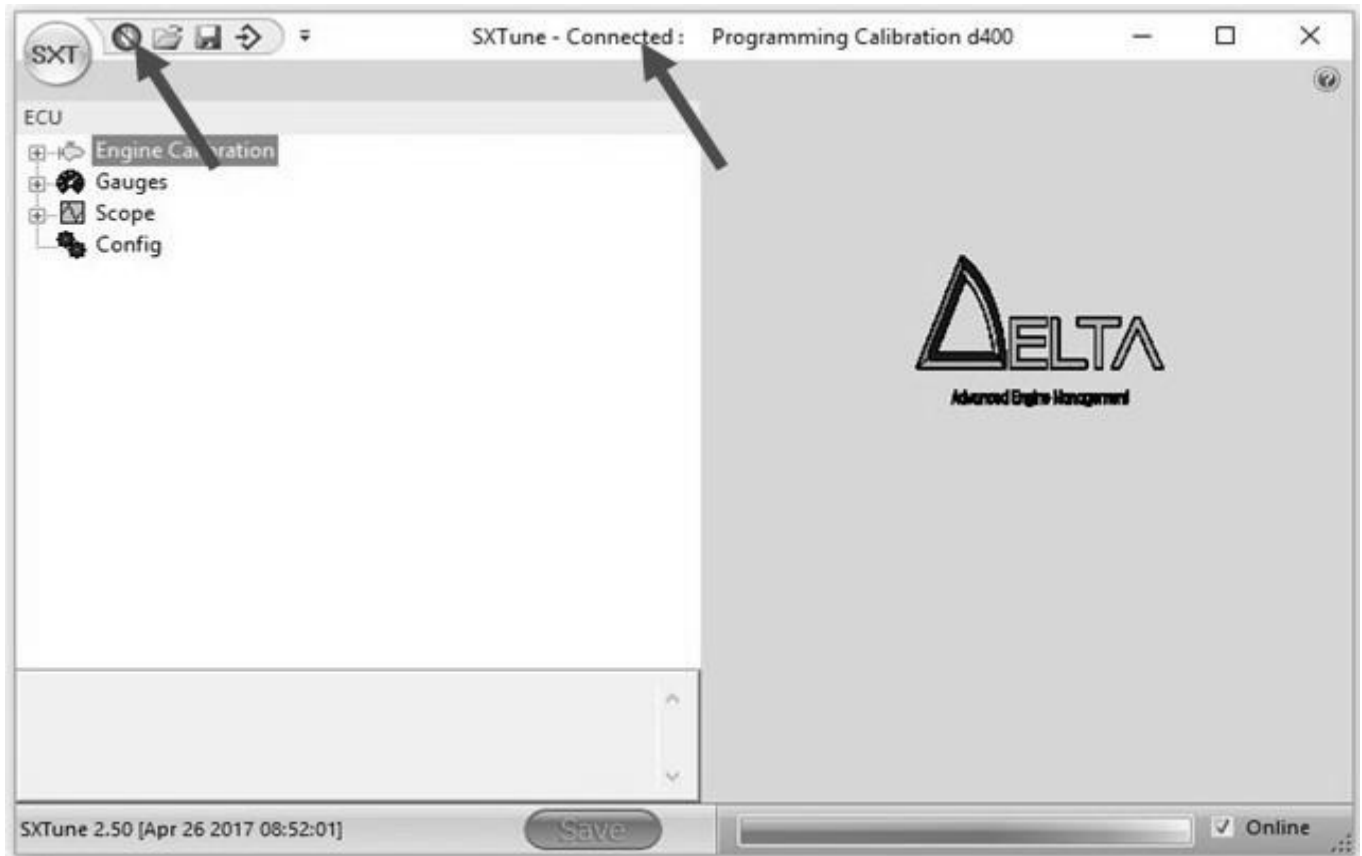 SXT
SXTune - Connected : Programming Calibration d400
ECU
Engine Calibration
Gauges
Scope
Config
DELTA
Advanced Engine Management
SXTune 2.50 [Apr 26 2017 08:52:01]
Save
Online